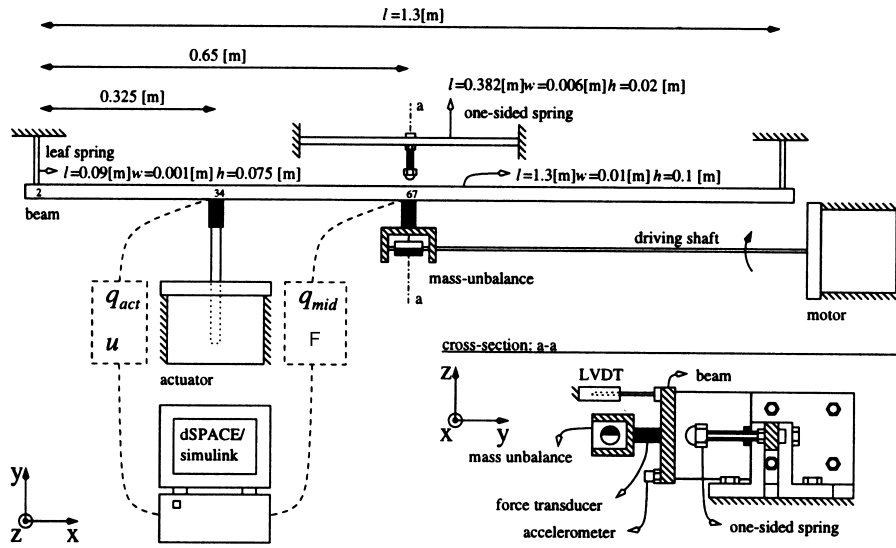 l=1.3[m]
0.65 [m]
l=0.382[m]w=0.006[m]h=0.02 [m]
0.325 [m]
a
one-sided spring
leaf spring
l=0.09[m]w=0.001[m]h=0.075 [m]
l=1.3[m]w=0.01[m]h=0.1 [m]
2
34
67
beam
driving shaft
mass-unbalance
a
q_act
u
q_mid
F
motor
actuator
cross-section: a-a
LVDT
beam
z
x
y
dSPACE/
simulink
mass unbalance
y
z
x
force transducer
accelerometer
one-sided spring